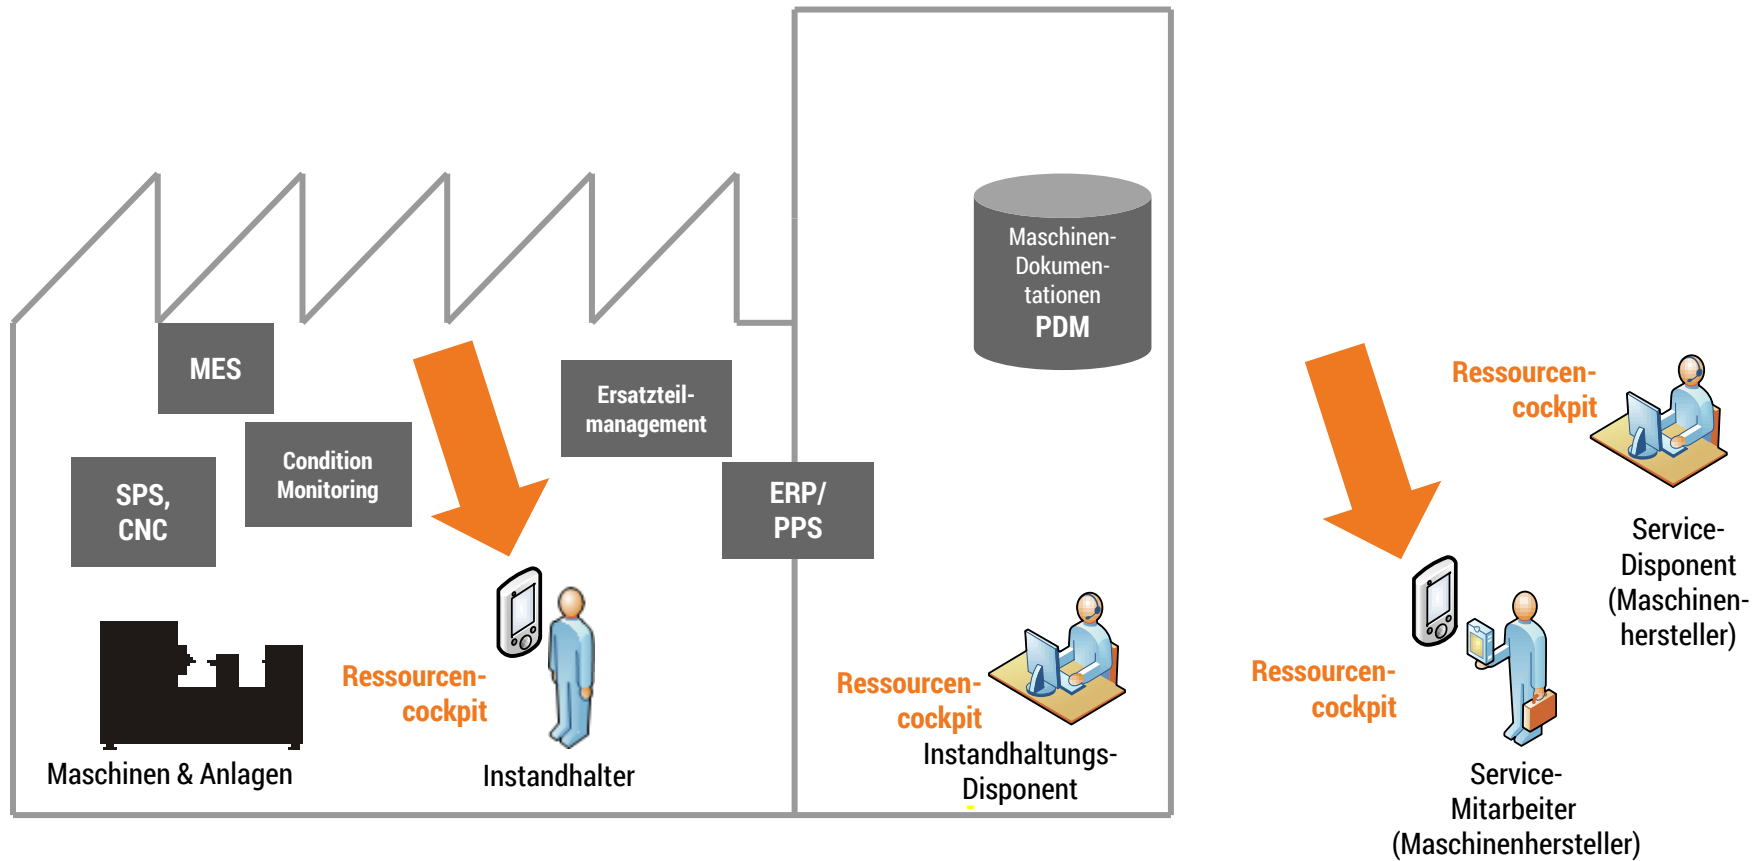 Maschinen-
Dokumen-
tationen
PDM
MES
Ersatzteil-
management
Condition
Monitoring
SPS,
CNC
ERP/
PPS
Ressourcen-
cockpit
Service-
Disponent
(Maschinen-
hersteller)
Ressourcen-
cockpit
Maschinen & Anlagen
Instandhalter
Ressourcen-
cockpit
Instandhaltungs-
Disponent
Ressourcen-
cockpit
Service-
Mitarbeiter
(Maschinenhersteller)